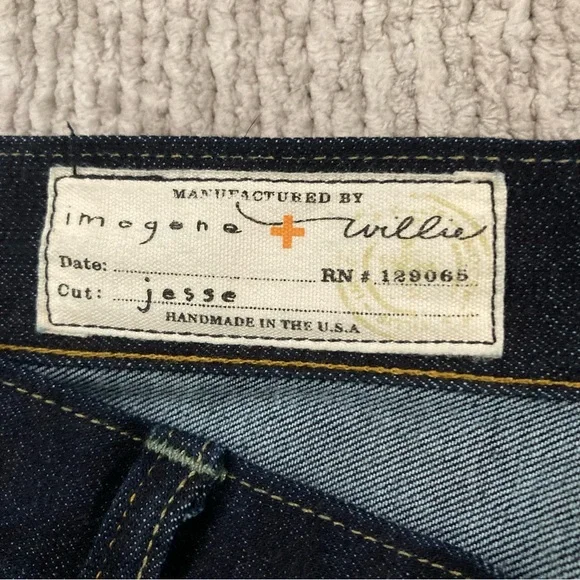 MANUFACTURED BY
imogene + willie
Date: RN # 129065
Cut: jesse
HANDMADE IN THE U.S.A